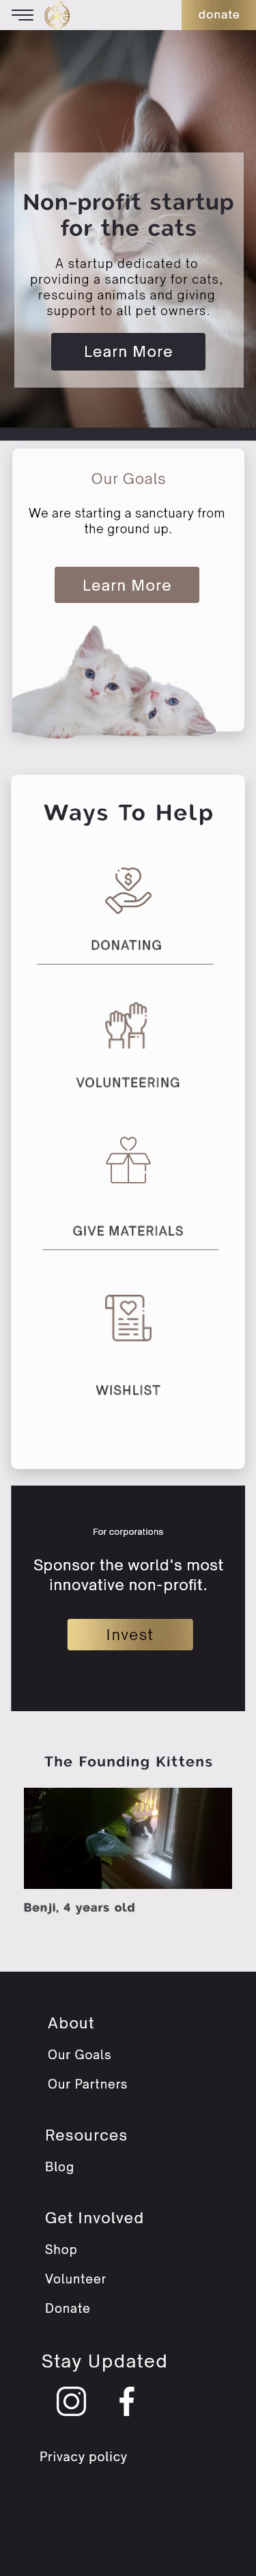 donate
Non-profit startup
for the cats
A startup dedicated to
providing a sanctuary for cats,
rescuing animals and giving
support to all pet owners.
Learn More
Our Goals
We are starting a sanctuary from
the ground up.
Learn More
Ways To Help
$
DONATING
VOLUNTEERING
GIVE MATERIALS
WISHLIST
For corporations
Sponsor the world's most
innovative non-profit.
Invest
The Founding Kittens
Benji, 4 years old
About
Our Goals
Our Partners
Resources
Blog
Get Involved
Shop
Volunteer
Donate
Stay Updated
Privacy policy